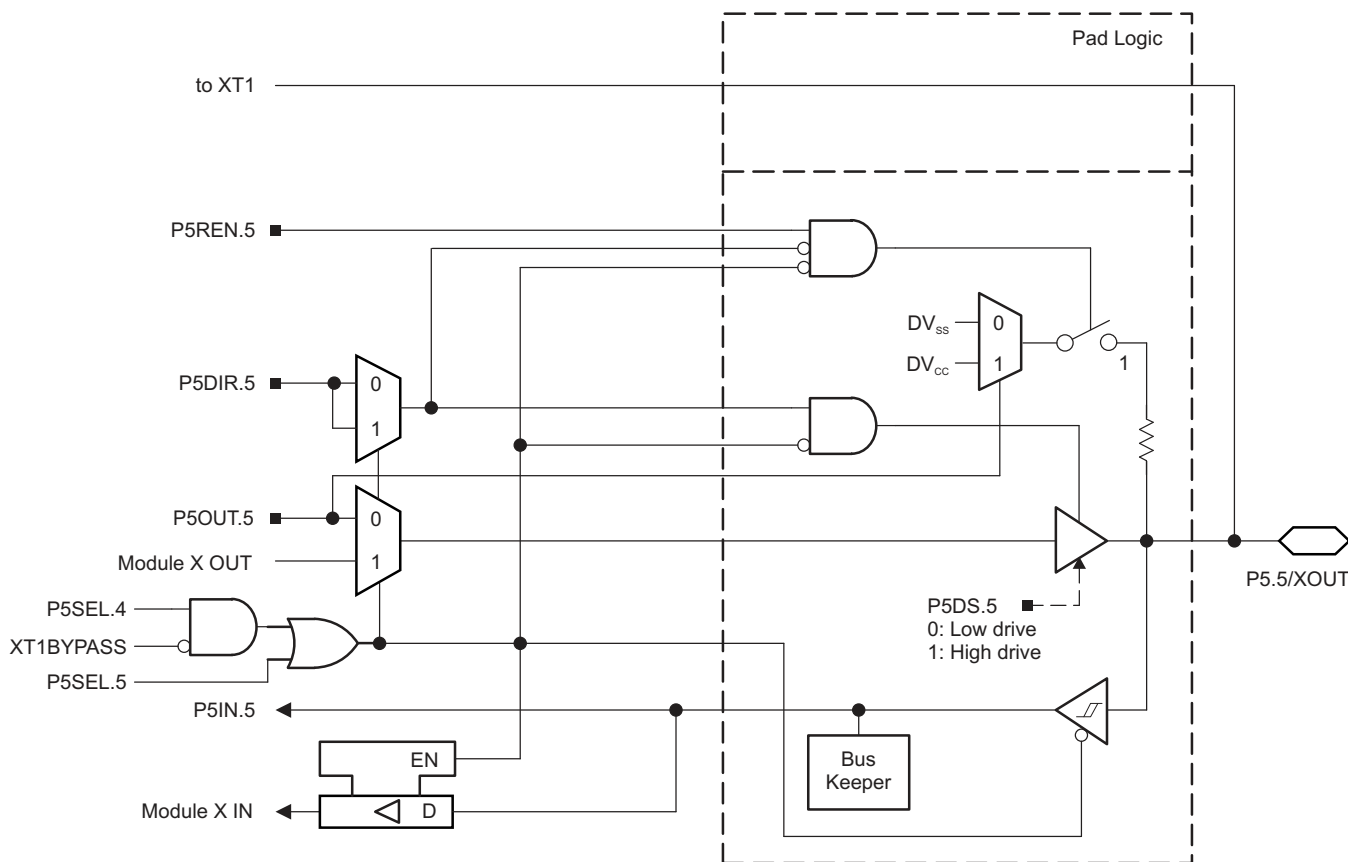 Pad Logic
to XT1
P5REN.5
DVSS
0
DVCC
1
1
P5DIR.5
0
1
P5OUT.5
0
Module X OUT
1
P5.5/XOUT
P5SEL.4
P5DS.5
0: Low drive
1: High drive
XT1BYPASS
P5SEL.5
P5IN.5
EN
Bus
Keeper
Module X IN
D